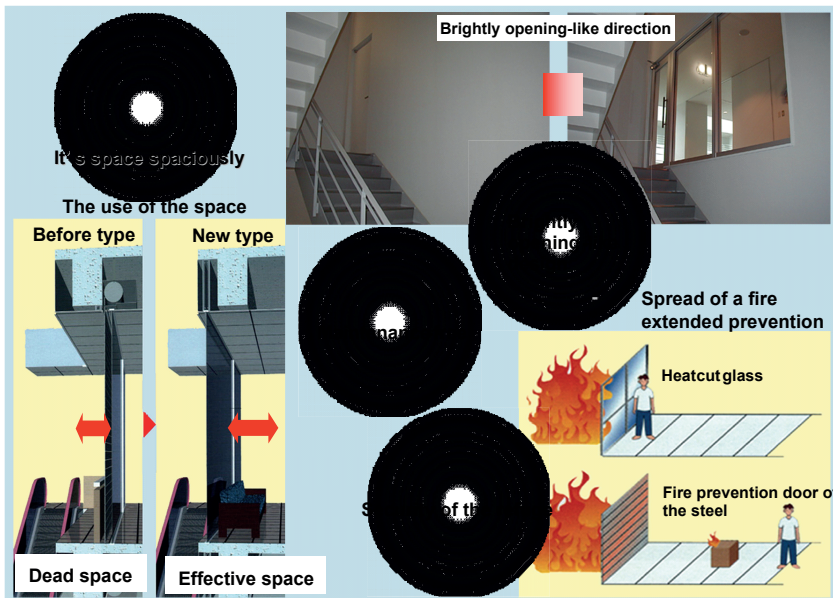 Brightly opening-like direction
It's space spaciously
The use of the space
Before type
New type
Spread of a fire
extended prevention
Heatcut glass
Fire prevention door o
the steel
Dead space
Effective space